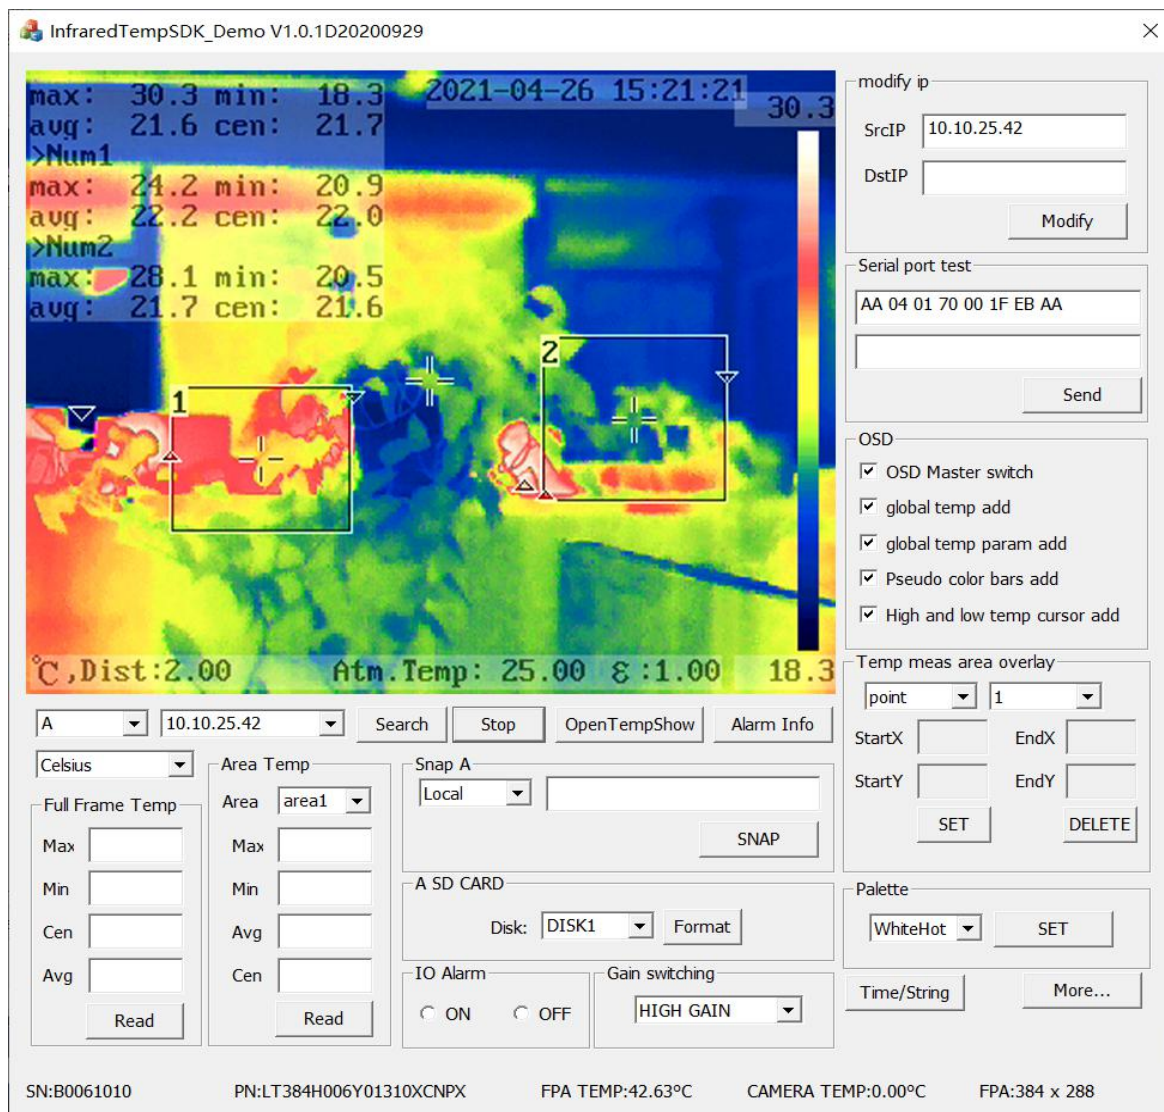 InfraredTempSDK_Demo V1.0.1D20200929
max: 30.3 min: 18.3
avg: 21.6 cen: 21.7
>Num1
max: 24.2 min: 20.9
avg: 22.2 cen: 22.0
>Num2
max: 28.1 min: 20.5
avg: 21.7 cen: 21.6
2021-04-26 15:21:21
30.3
1
2
℃,Dist:2.00 Atm.Temp: 25.00 ε:1.00 18.3
modify ip
SrcIP 10.10.25.42
DstIP
Modify
Serial port test
AA 04 01 70 00 1F EB AA
Send
OSD
OSD Master switch
global temp add
global temp param add
Pseudo color bars add
High and low temp cursor add
Temp meas area overlay
point 1
StartX EndX
StartY EndY
SET DELETE
Palette
WhiteHot SET
Time/String More...
A 10.10.25.42 Search Stop OpenTempShow Alarm Info
Celsius
Full Frame Temp
Max
Min
Cen
Avg
Read
Area Temp
Area area1
Max
Min
Avg
Cen
Read
Snap A
Local
SNAP
A SD CARD
Disk: DISK1 Format
IO Alarm
ON OFF
Gain switching
HIGH GAIN
SN:B0061010 PN:LT384H006Y01310XCNPX FPA TEMP:42.63ºC CAMERA TEMP:0.00ºC FPA:384 x 288